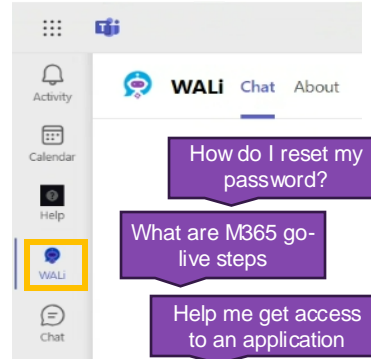 WALi Chat About
Activity
Calendar
Help
WALi
Chat
How do I reset my
password?
What are M365 go-
live steps
Help me get access
to an application